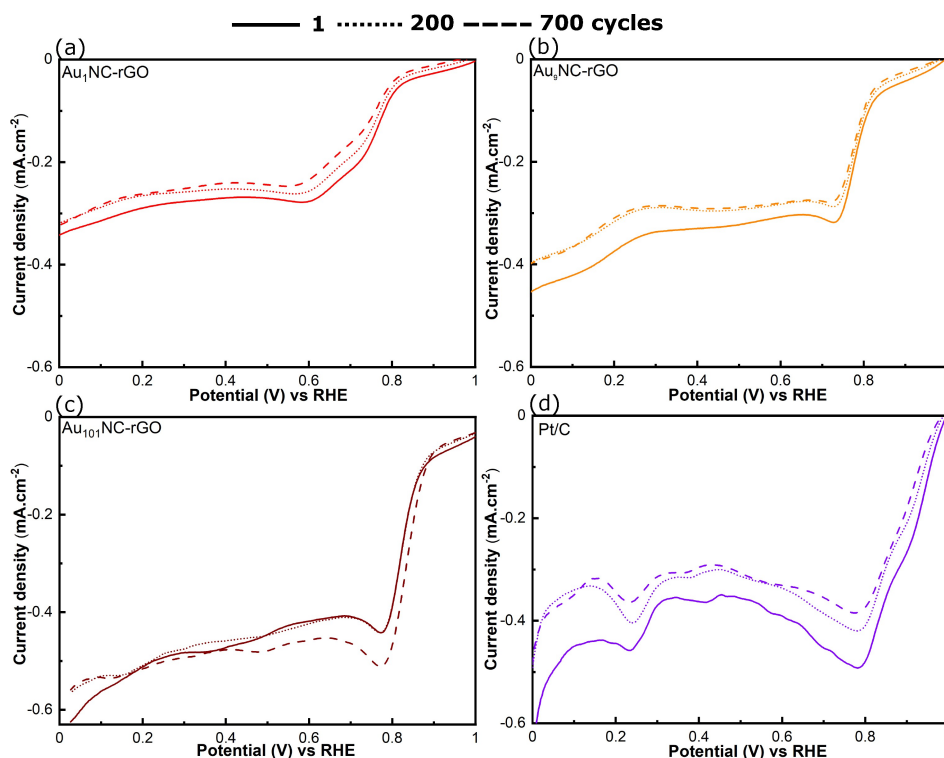 1 200 700 cycles
(a)
Au₁NC-rGO
0
-0.2
-0.4
-0.6
Current density (mA.cm⁻²)
0 0.2 0.4 0.6 0.8 1
Potential (V) vs RHE
(b)
Au₉NC-rGO
0
-0.2
-0.4
-0.6
Current density (mA.cm⁻²)
0 0.2 0.4 0.6 0.8
Potential (V) vs RHE
(c)
Au₁₀₁NC-rGO
0
-0.2
-0.4
-0.6
Current density (mA.cm⁻²)
0 0.2 0.4 0.6 0.8 1
Potential (V) vs RHE
(d)
Pt/C
0
-0.2
-0.4
-0.6
Current density (mA.cm⁻²)
0 0.2 0.4 0.6 0.8
Potential (V) vs RHE